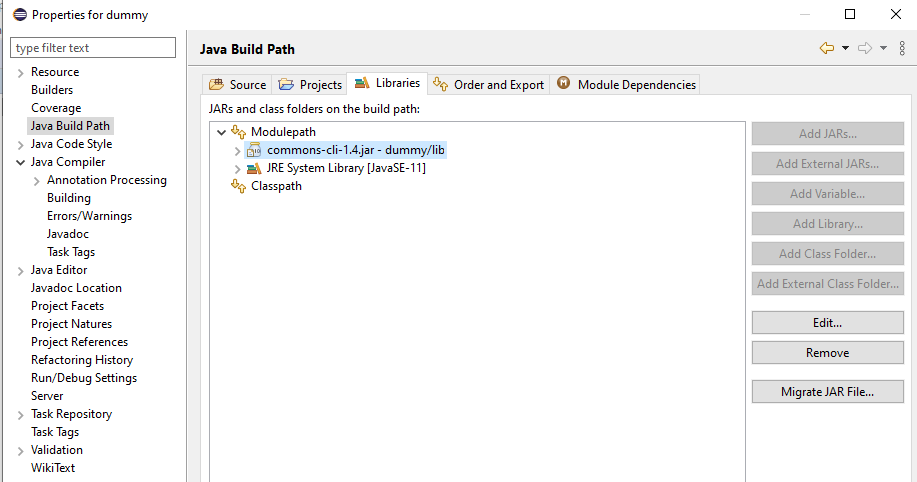 Properties for dummy
type filter text
Resource
Builders
Coverage
Java Build Path
Java Code Style
Java Compiler
Annotation Processing
Building
Errors/Warnings
Javadoc
Task Tags
Java Editor
Javadoc Location
Project Facets
Project Natures
Project References
Refactoring History
Run/Debug Settings
Server
Task Repository
Task Tags
Validation
WikiText
Java Build Path
Source
Projects
Libraries
Order and Export
M
Module Dependencies
JARs and class folders on the build path:
Modulepath
commons-cli-1.4.jar - dummy/lib
JRE System Library [JavaSE-11]
Classpath
Add JARs...
Add External JARs...
Add Variable...
Add Library...
Add Class Folder...
Add External Class Folder...
Edit...
Remove
Migrate JAR File...